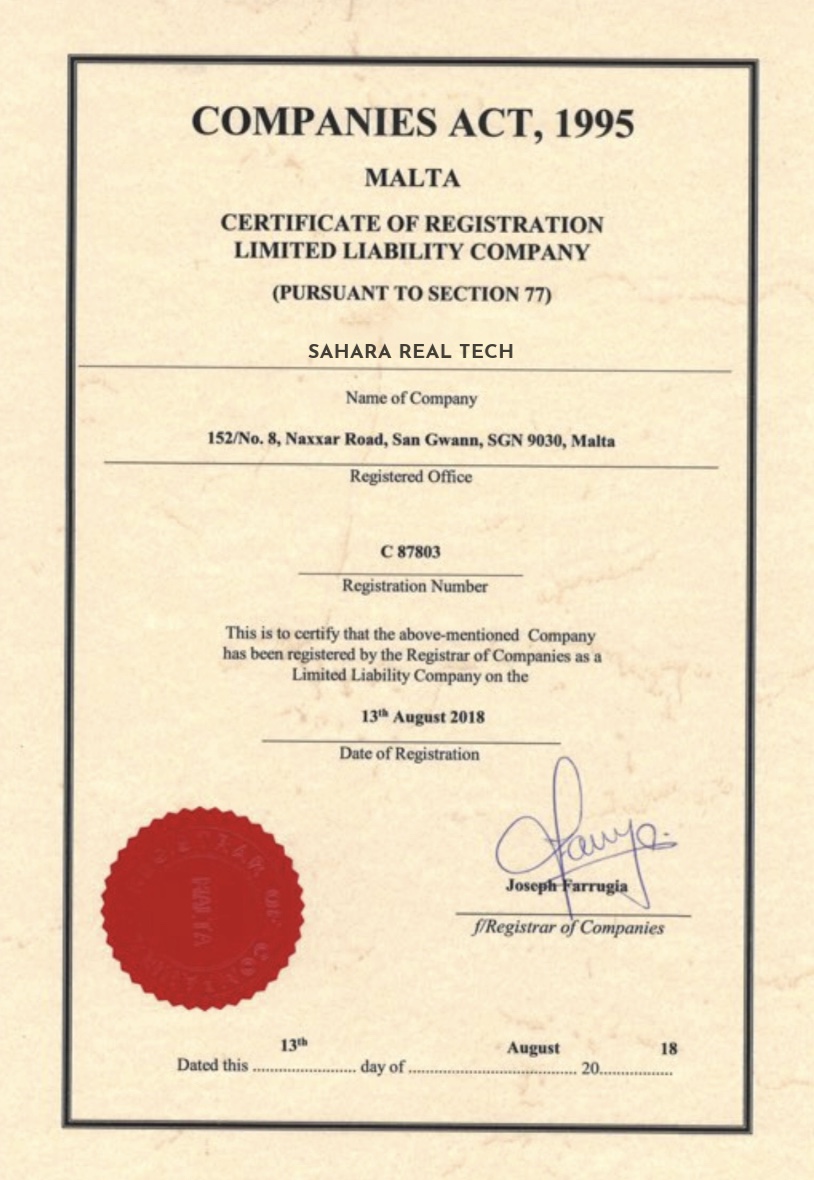 COMPANIES ACT, 1995
MALTA
CERTIFICATE OF REGISTRATION
LIMITED LIABILITY COMPANY
(PURSUANT TO SECTION 77)
SAHARA REAL TECH
Name of Company
152/No. 8, Naxxar Road, San Gwann, SGN 9030, Malta
Registered Office
C 87803
Registration Number
This is to certify that the above-mentioned Company
has been registered by the Registrar of Companies as a
Limited Liability Company on the
13th August 2018
Date of Registration
MALTA
Joseph Farrugia
f/Registrar of Companies
13th August 18
Dated this .................... day of ................................ 20..............